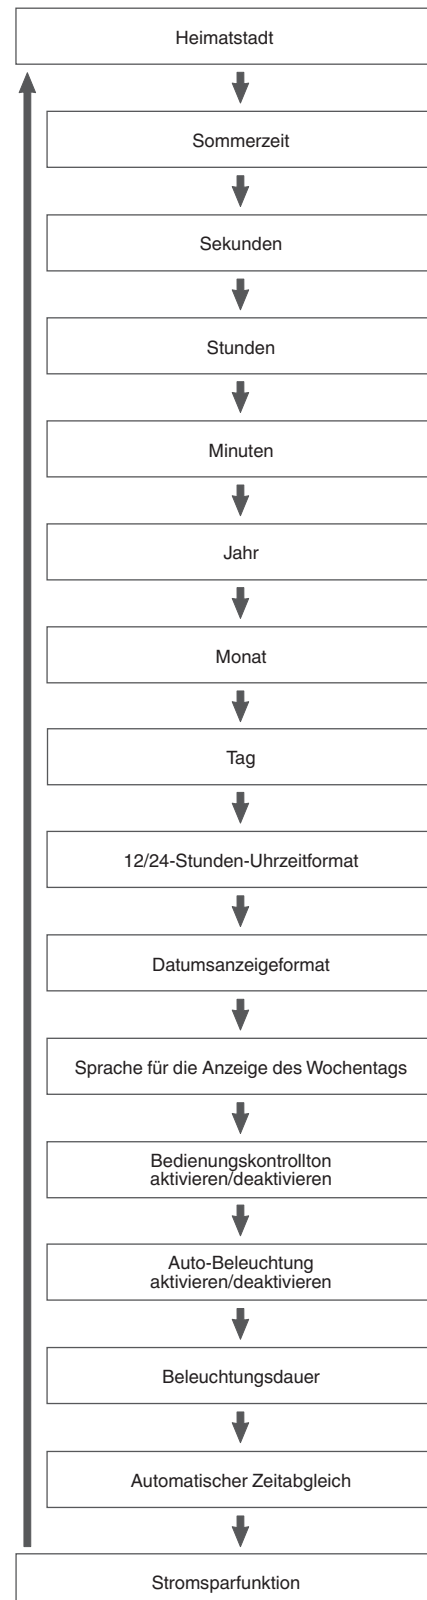 Heimatstadt
Sommerzeit
Sekunden
Stunden
Minuten
Jahr
Monat
Tag
12/24-Stunden-Uhrzeitformat
Datumsanzeigeformat
Sprache für die Anzeige des Wochentags
Bedienungskontrollton
aktivieren/deaktivieren
Auto-Beleuchtung
aktivieren/deaktivieren
Beleuchtungsdauer
Automatischer Zeitabgleich
Stromsparfunktion